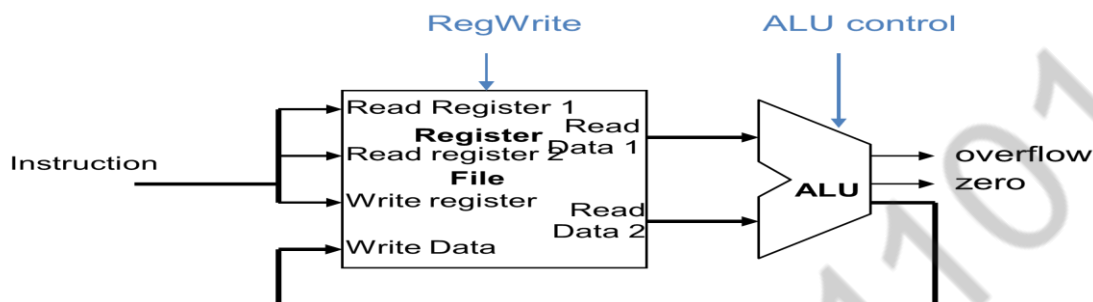 RegWrite
ALU control
Instruction
Read Register 1
Register
File
Read register 2
Write register
Write Data
Read
Data 1
Read
Data 2
ALU
overflow
zero
1101